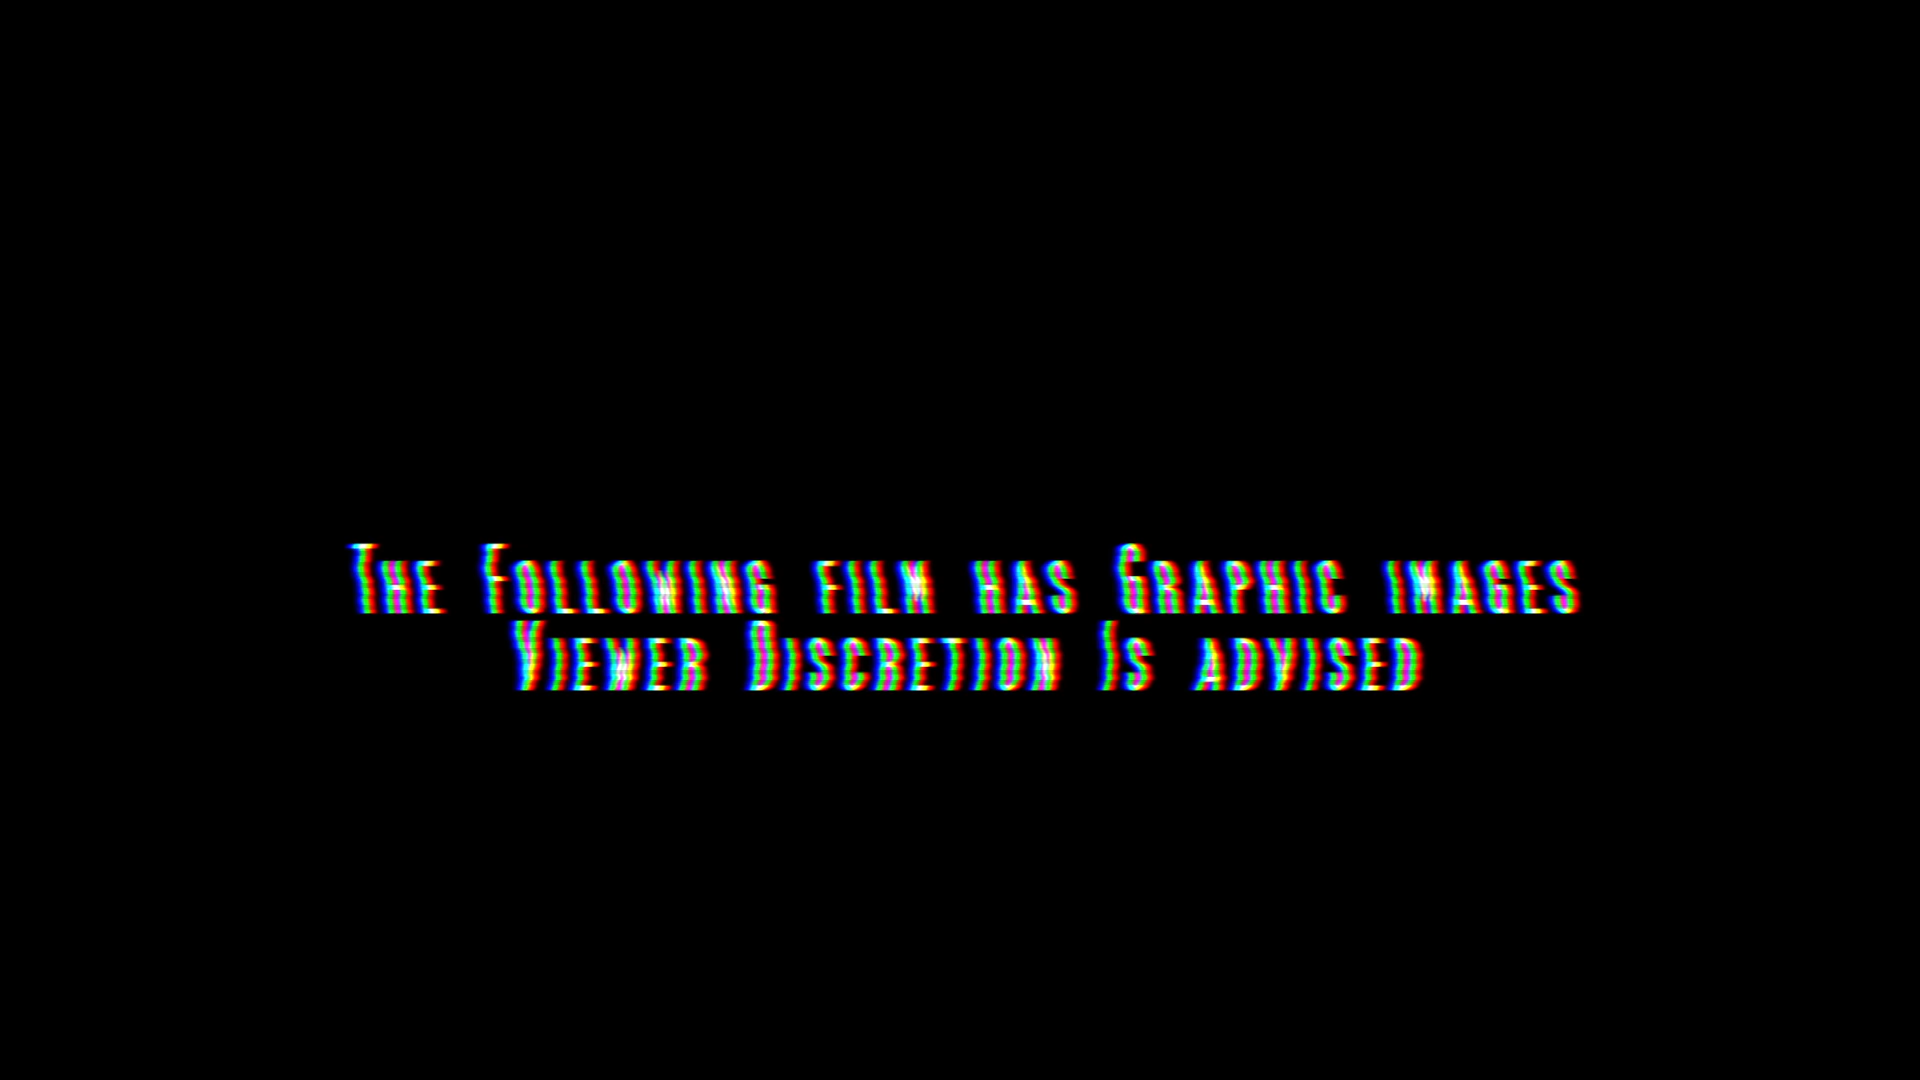 The Following film has Graphic images
Viewer Discretion Is advised